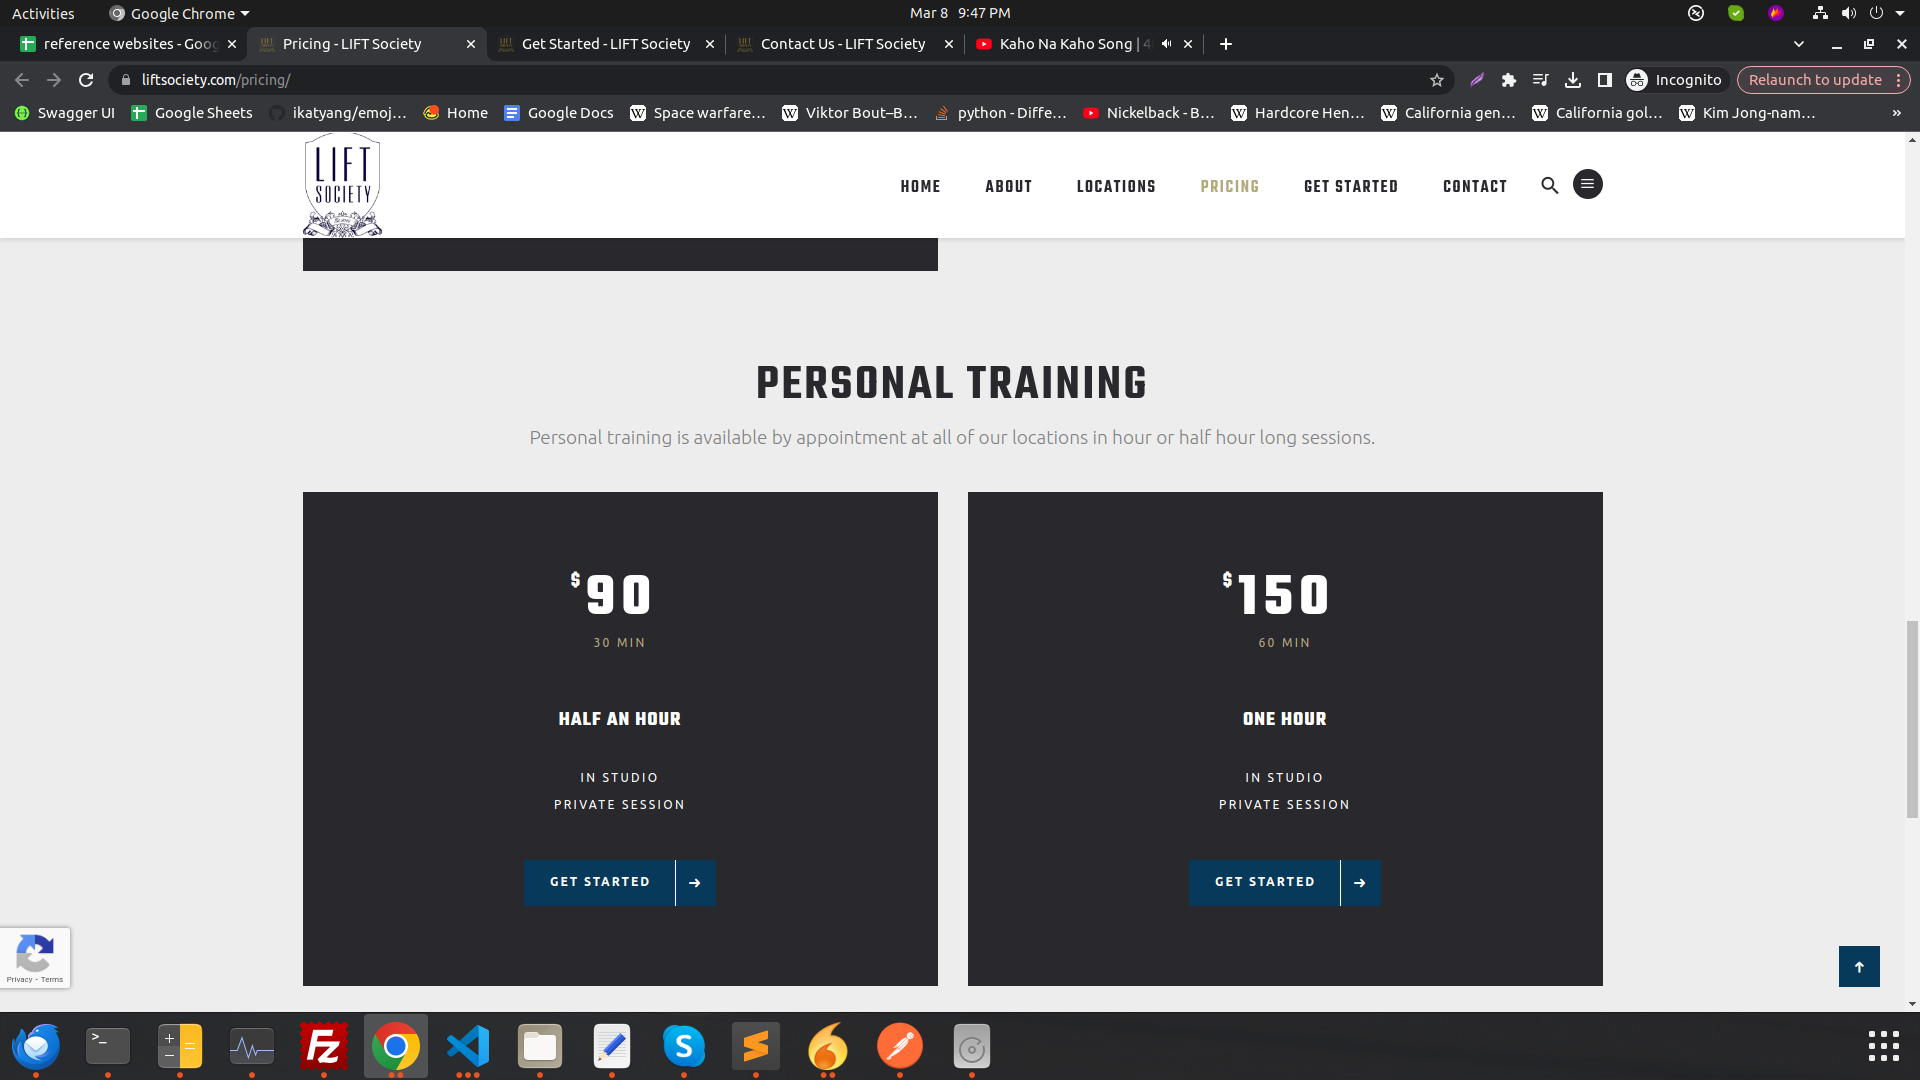 Activities
Google Chrome
Mar 8 9:47 PM
reference websites - Goog
Pricing - LIFT Society
Get Started - LIFT Society
Contact Us - LIFT Society
Kaho Na Kaho Song | 4
liftsociety.com/pricing/
Incognito
Relaunch to update
Swagger UI
Google Sheets
ikatyang/emoj...
Home
Google Docs
Space warfare...
Viktor Bout–B...
python - Diffe...
Nickelback - B...
Hardcore Hen...
California gen...
California gol...
Kim Jong-nam...
»
LIFT
SOCIETY
HOME
ABOUT
LOCATIONS
PRICING
GET STARTED
CONTACT
PERSONAL TRAINING
Personal training is available by appointment at all of our locations in hour or half hour long sessions.
$90
30 MIN
HALF AN HOUR
IN STUDIO
PRIVATE SESSION
GET STARTED
$150
60 MIN
ONE HOUR
IN STUDIO
PRIVATE SESSION
GET STARTED
Privacy - Terms